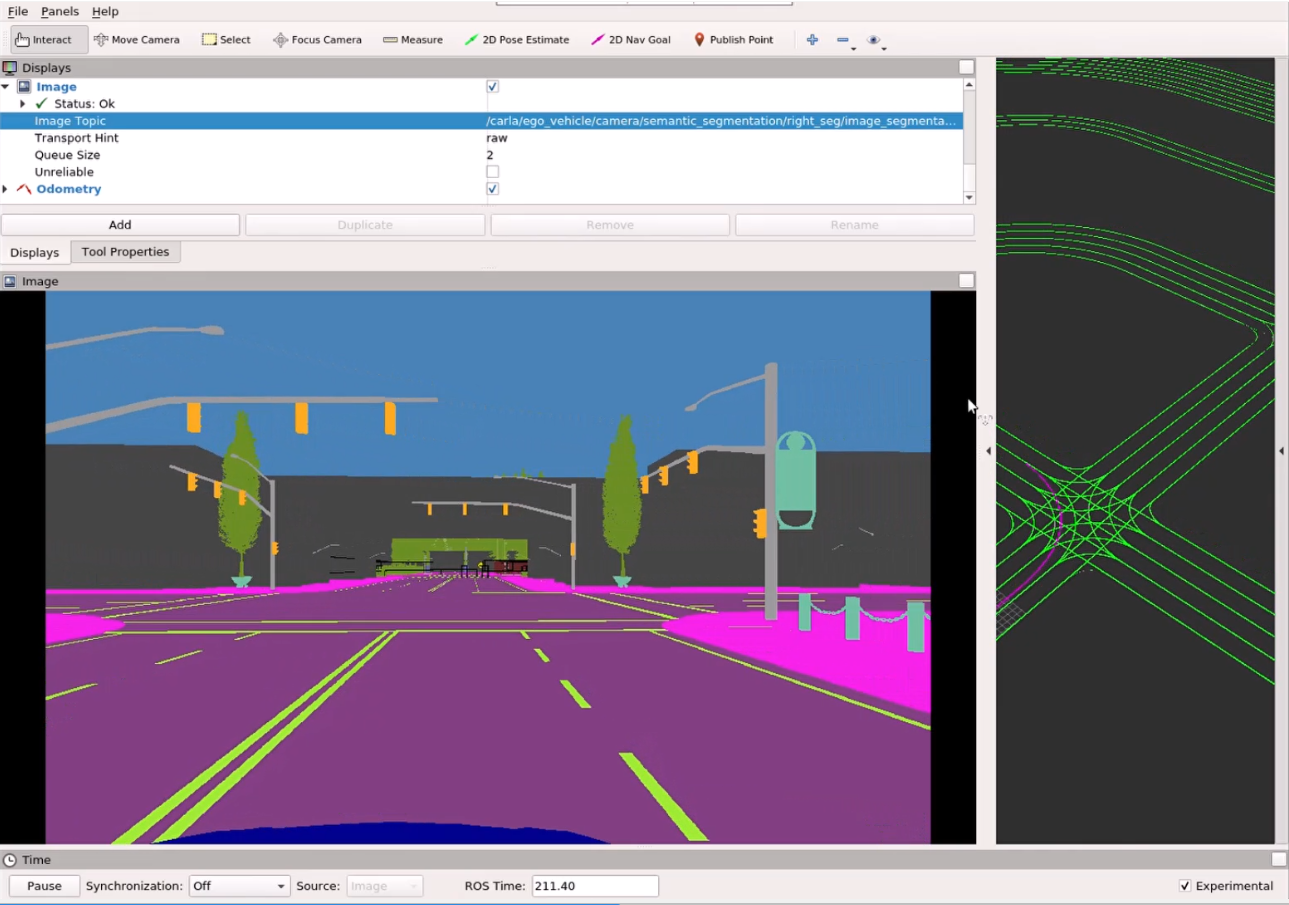 File Panels Help
Interact Move Camera Select Focus Camera Measure 2D Pose Estimate 2D Nav Goal Publish Point
Displays
Image
Status: Ok
Image Topic /carla/ego_vehicle/camera/semantic_segmentation/right_seg/image_segmenta...
Transport Hint raw
Queue Size 2
Unreliable
Odometry
Add Duplicate Remove Rename
Displays Tool Properties
Image
Time
Pause Synchronization: Off Source: Image ROS Time: 211.40 Experimental